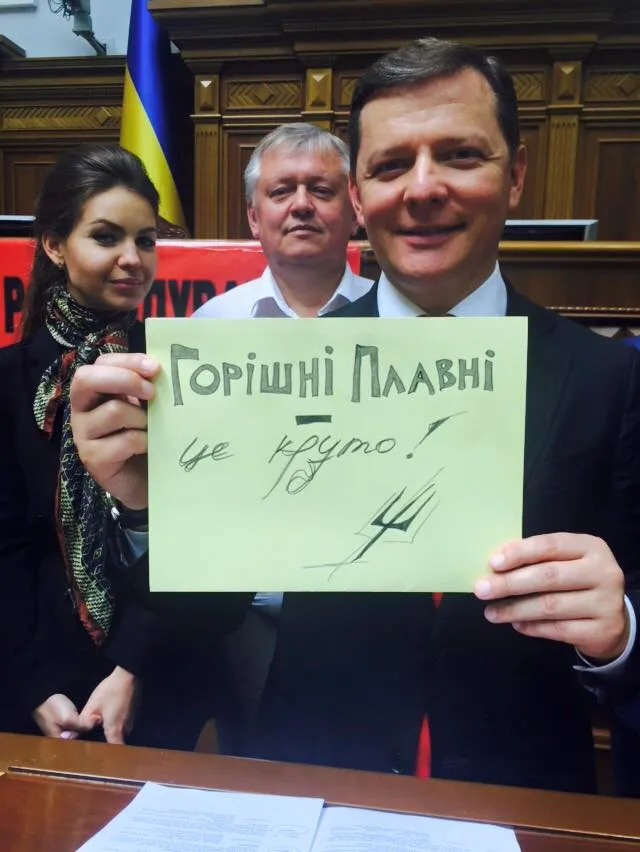 Горішні Плавні
–
це круто!